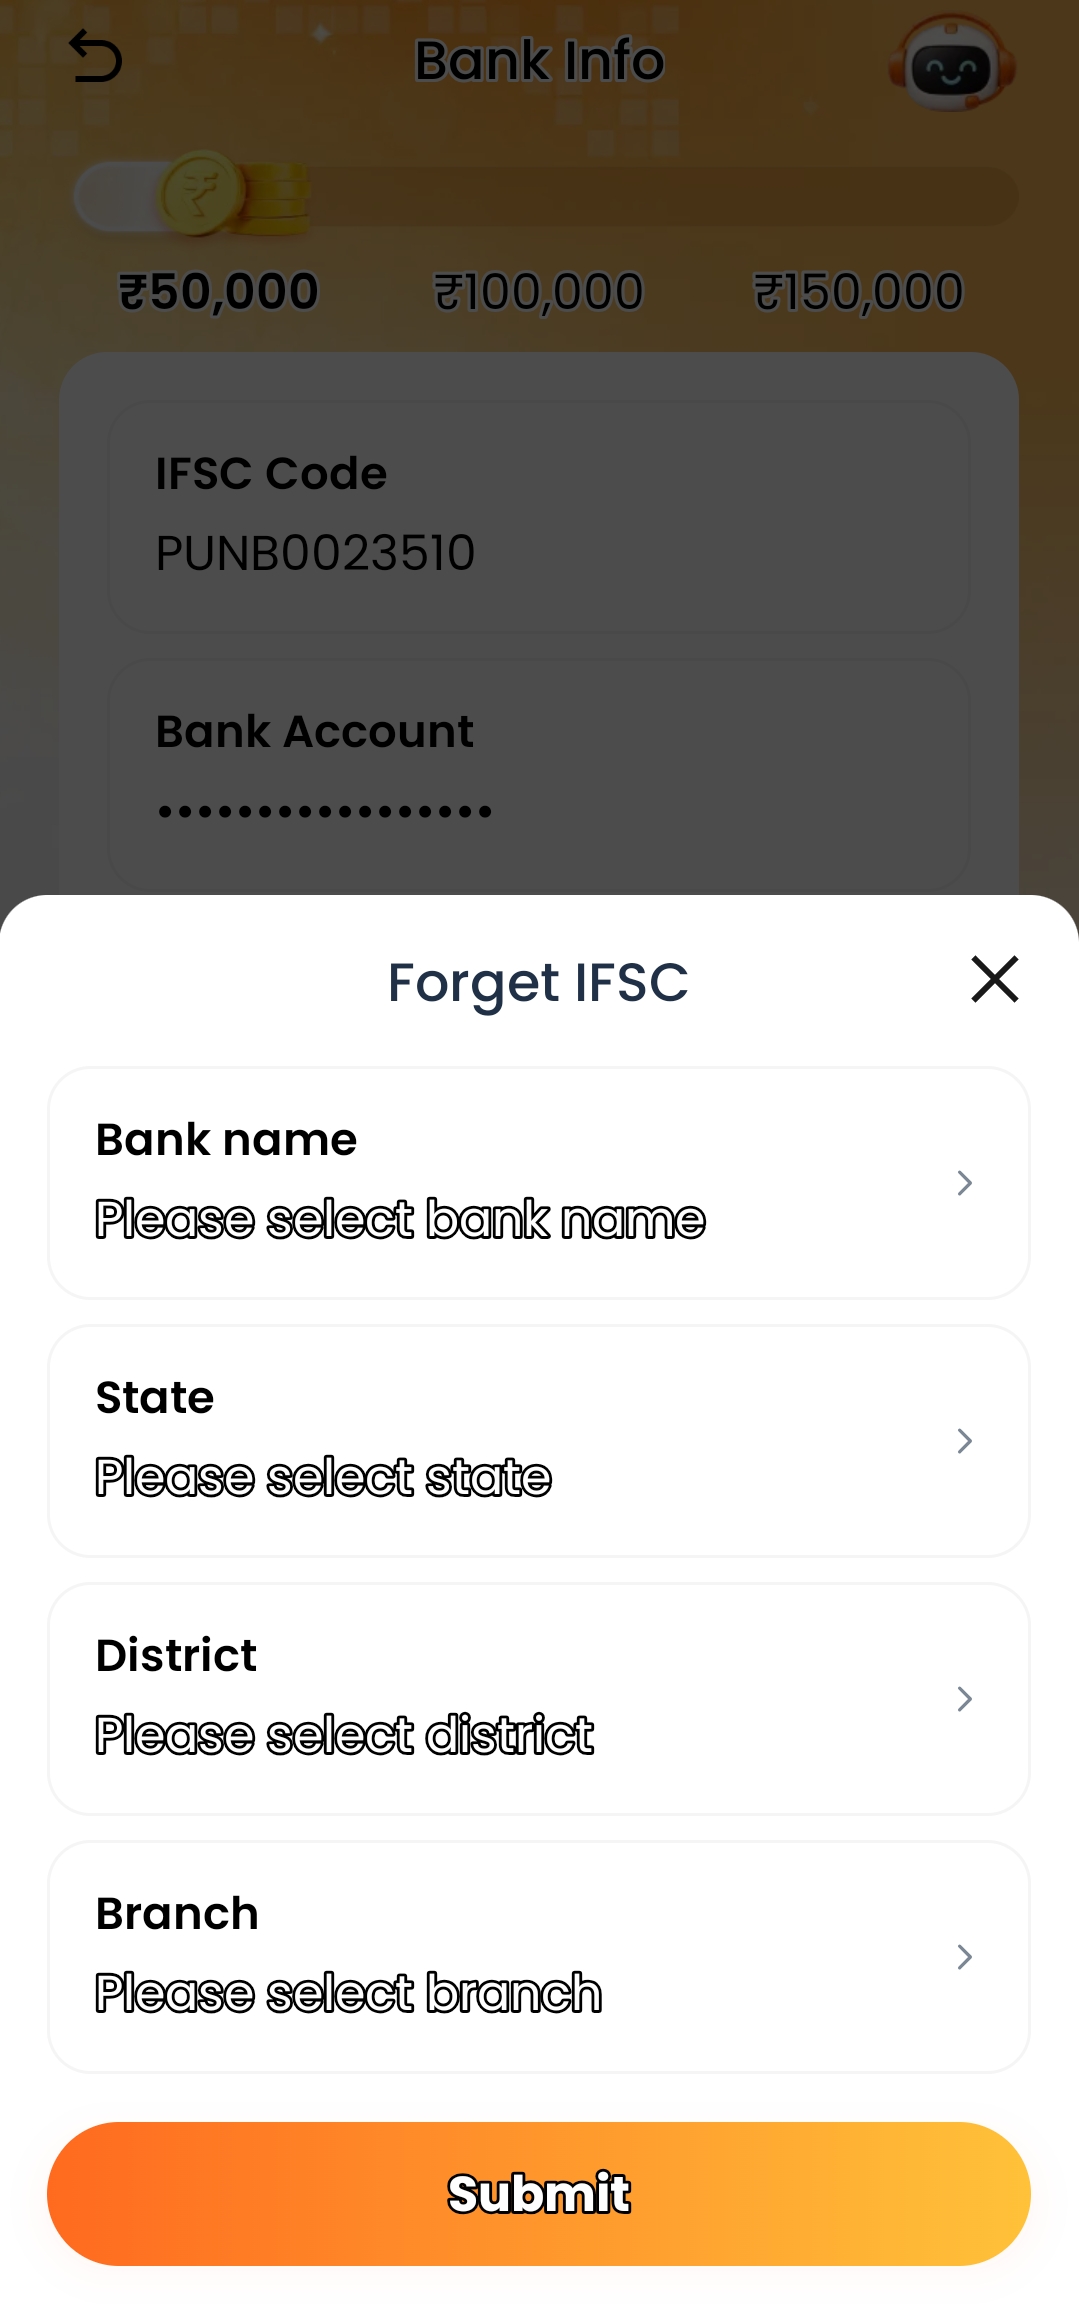 Bank Info
₹50,000 ₹100,000 ₹150,000
IFSC Code
PUNB0023510
Bank Account
•••••••••••••••••
Forget IFSC
Bank name
Please select bank name
State
Please select state
District
Please select district
Branch
Please select branch
Submit